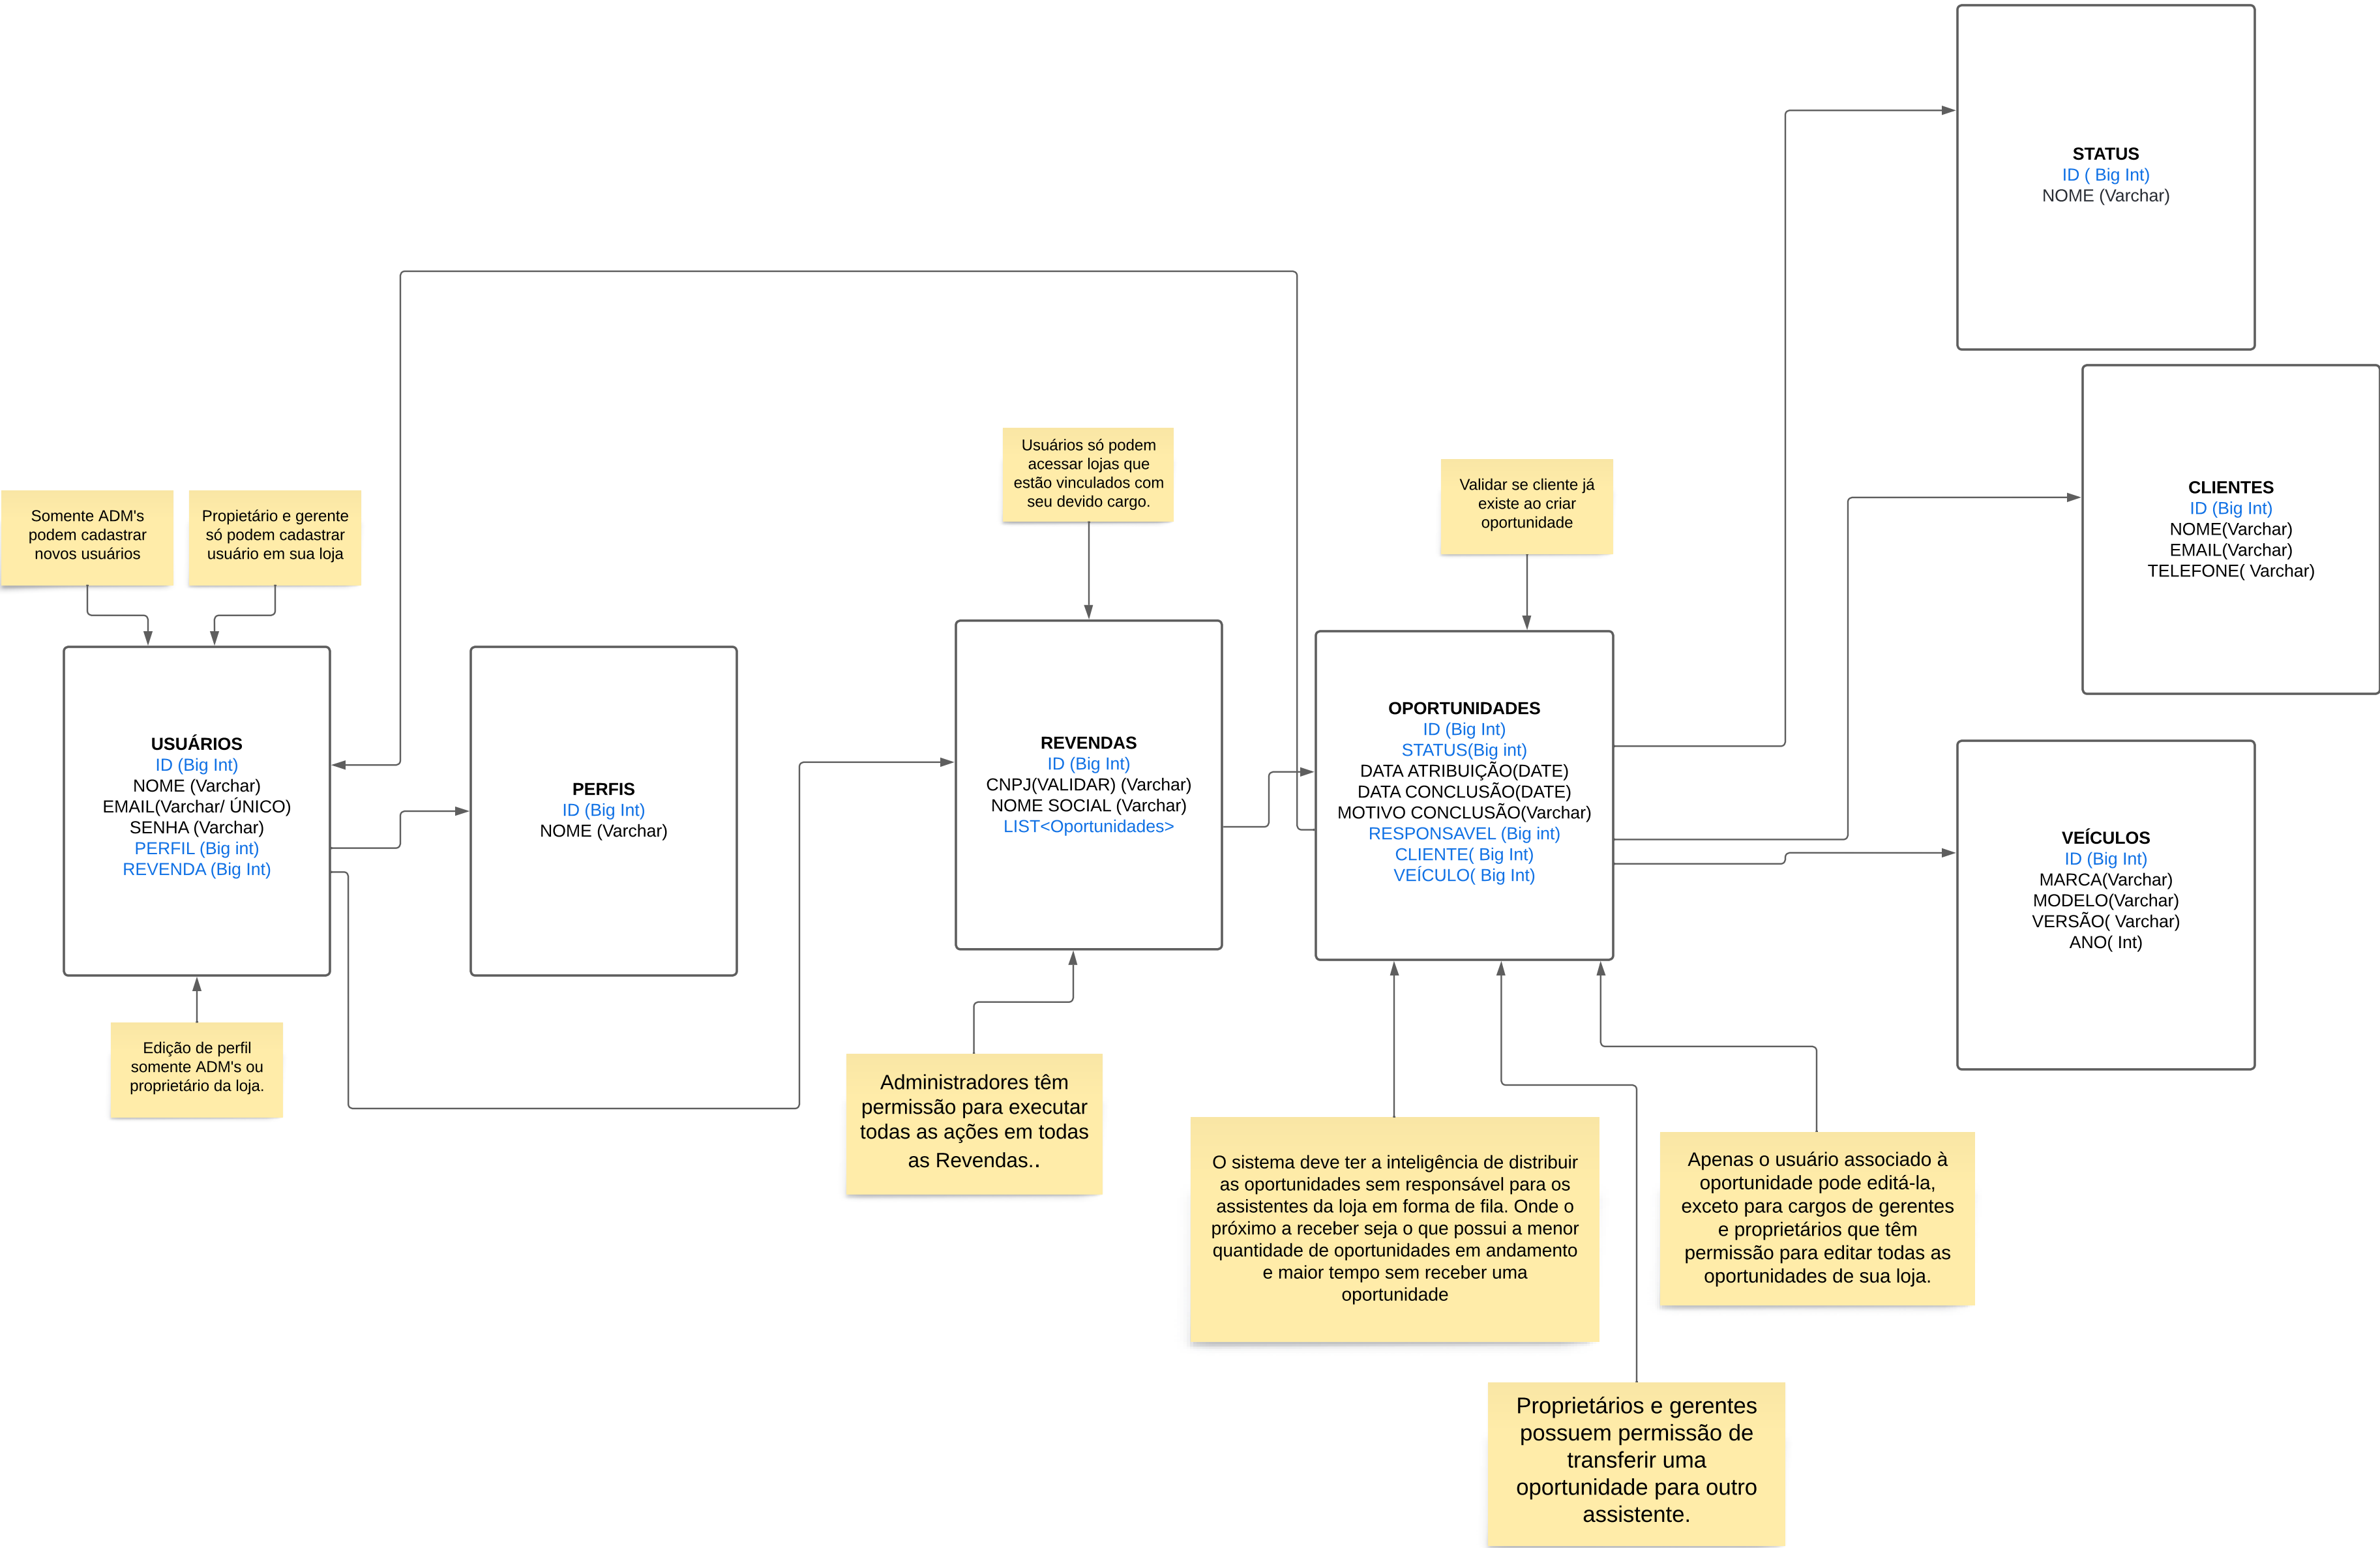 STATUS
ID ( Big Int)
NOME (Varchar)
CLIENTES
ID (Big Int)
NOME(Varchar)
EMAIL(Varchar)
TELEFONE( Varchar)
Usuários só podem
acessar lojas que
estão vinculados com
seu devido cargo.
Validar se cliente já
existe ao criar
oportunidade
Somente ADM's
podem cadastrar
novos usuários
Propietário e gerente
só podem cadastrar
usuário em sua loja
USUÁRIOS
ID (Big Int)
NOME (Varchar)
EMAIL(Varchar/ ÚNICO)
SENHA (Varchar)
PERFIL (Big int)
REVENDA (Big Int)
PERFIS
ID (Big Int)
NOME (Varchar)
REVENDAS
ID (Big Int)
CNPJ(VALIDAR) (Varchar)
NOME SOCIAL (Varchar)
LIST<Oportunidades>
OPORTUNIDADES
ID (Big Int)
STATUS(Big int)
DATA ATRIBUIÇÃO(DATE)
DATA CONCLUSÃO(DATE)
MOTIVO CONCLUSÃO(Varchar)
RESPONSAVEL (Big int)
CLIENTE( Big Int)
VEÍCULO( Big Int)
VEÍCULOS
ID (Big Int)
MARCA(Varchar)
MODELO(Varchar)
VERSÃO( Varchar)
ANO( Int)
Edição de perfil
somente ADM's ou
proprietário da loja.
Administradores têm
permissão para executar
todas as ações em todas
as Revendas..
O sistema deve ter a inteligência de distribuir
as oportunidades sem responsável para os
assistentes da loja em forma de fila. Onde o
próximo a receber seja o que possui a menor
quantidade de oportunidades em andamento
e maior tempo sem receber uma
oportunidade
Apenas o usuário associado à
oportunidade pode editá-la,
exceto para cargos de gerentes
e proprietários que têm
permissão para editar todas as
oportunidades de sua loja.
Proprietários e gerentes
possuem permissão de
transferir uma
oportunidade para outro
assistente.